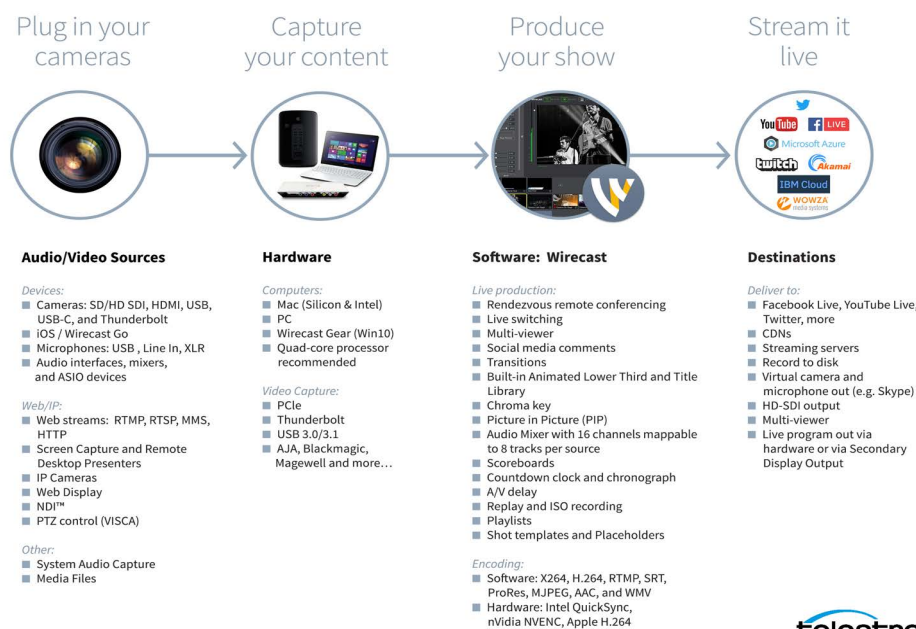 Plug in your
cameras
Capture
your content
Produce
your show
Stream it
live
YouTube
f LIVE
Microsoft Azure
twitch
Akamai
IBM Cloud
WOWZA
media systems
Audio/Video Sources
Devices:
Cameras: SD/HD SDI, HDMI, USB,
USB-C, and Thunderbolt
iOS / Wirecast Go
Microphones: USB , Line In, XLR
Audio interfaces, mixers,
and ASIO devices
Web/IP:
Web streams: RTMP, RTSP, MMS,
HTTP
Screen Capture and Remote
Desktop Presenters
IP Cameras
Web Display
NDI™
PTZ control (VISCA)
Other:
System Audio Capture
Media Files
Hardware
Computers:
Mac (Silicon & Intel)
PC
Wirecast Gear (Win10)
Quad-core processor
recommended
Video Capture:
PCIe
Thunderbolt
USB 3.0/3.1
AJA, Blackmagic,
Magewell and more...
Software: Wirecast
Live production:
Rendezvous remote conferencing
Live switching
Multi-viewer
Social media comments
Transitions
Built-in Animated Lower Third and Title
Library
Chroma key
Picture in Picture (PIP)
Audio Mixer with 16 channels mappable
to 8 tracks per source
Scoreboards
Countdown clock and chronograph
A/V delay
Replay and ISO recording
Playlists
Shot templates and Placeholders
Encoding:
Software: X264, H.264, RTMP, SRT,
ProRes, MJPEG, AAC, and WMV
Hardware: Intel QuickSync,
nVidia NVENC, Apple H.264
Destinations
Deliver to:
Facebook Live, YouTube Live,
Twitter, more
CDNs
Streaming servers
Record to disk
Virtual camera and
microphone out (e.g. Skype)
HD-SDI output
Multi-viewer
Live program out via
hardware or via Secondary
Display Output